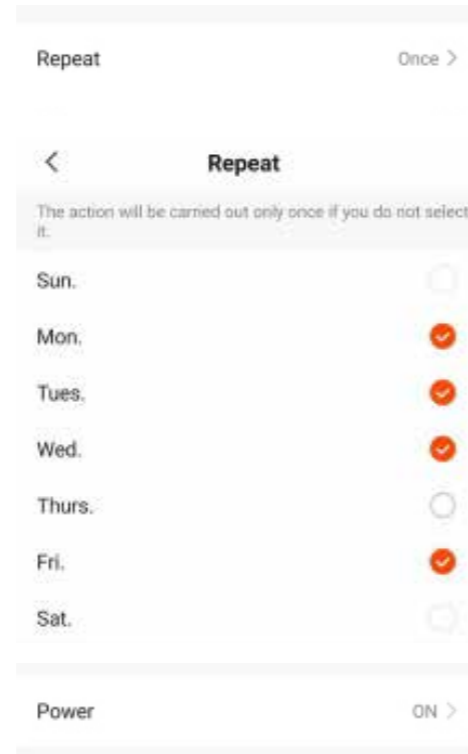 Repeat
Once >
< Repeat
The action will be carried out only once if you do not select
it.
Sun.
Mon.
Tues.
Wed.
Thurs.
Fri.
Sat.
Power
ON >